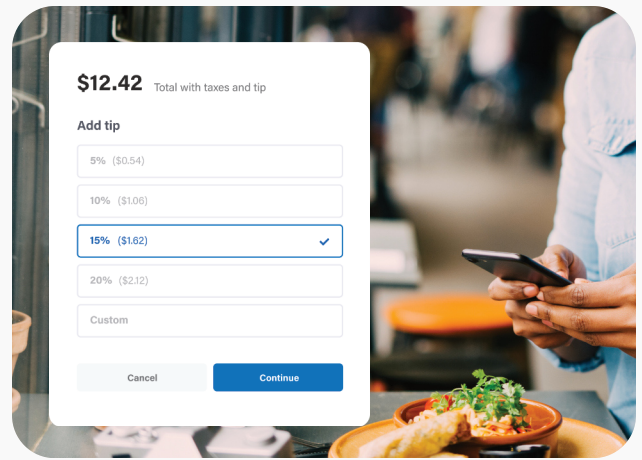 $12.42 Total with taxes and tip
Add tip
5% ($0.54)
10% ($1.06)
15% ($1.62)
20% ($2.12)
Custom
Cancel
Continue